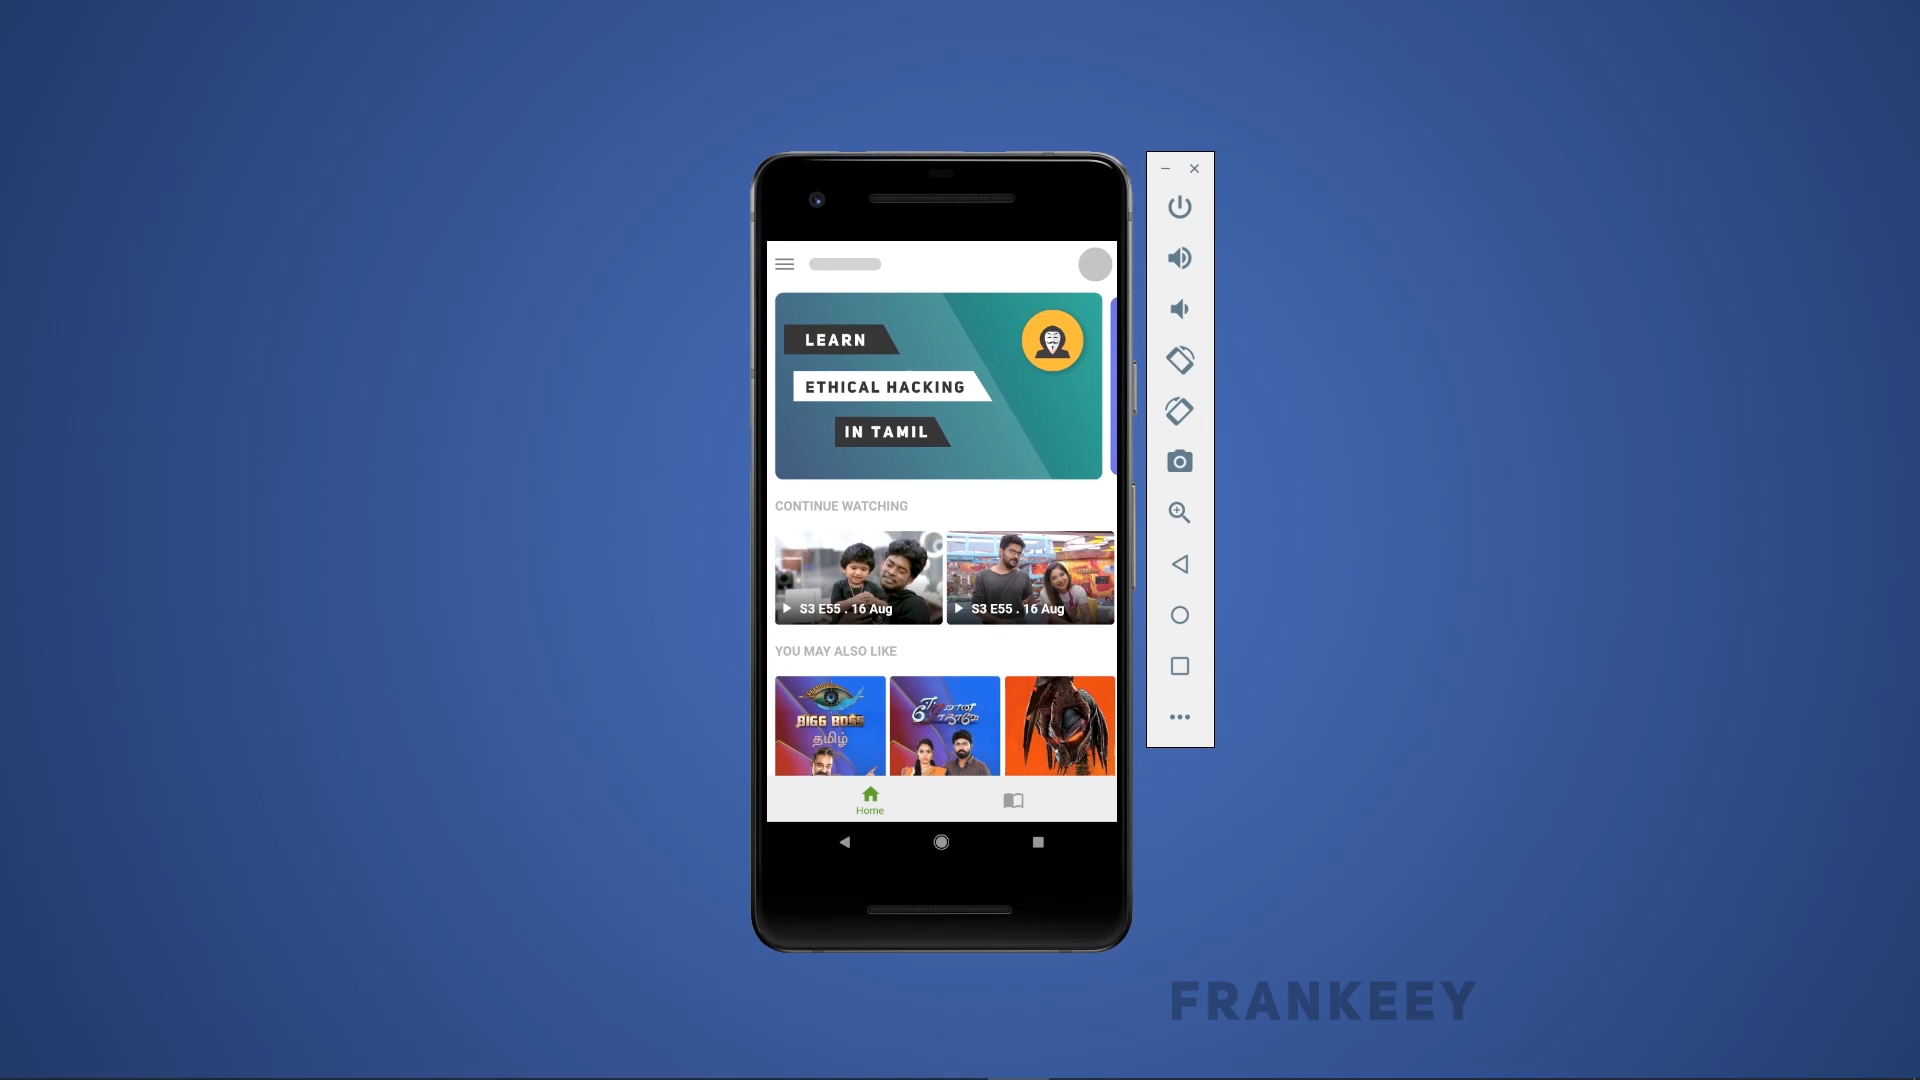 LEARN
ETHICAL HACKING
IN TAMIL
CONTINUE WATCHING
S3 E55 . 16 Aug
S3 E55 . 16 Aug
YOU MAY ALSO LIKE
BIGG BOSS
தமிழ்
Home
FRANKEEY